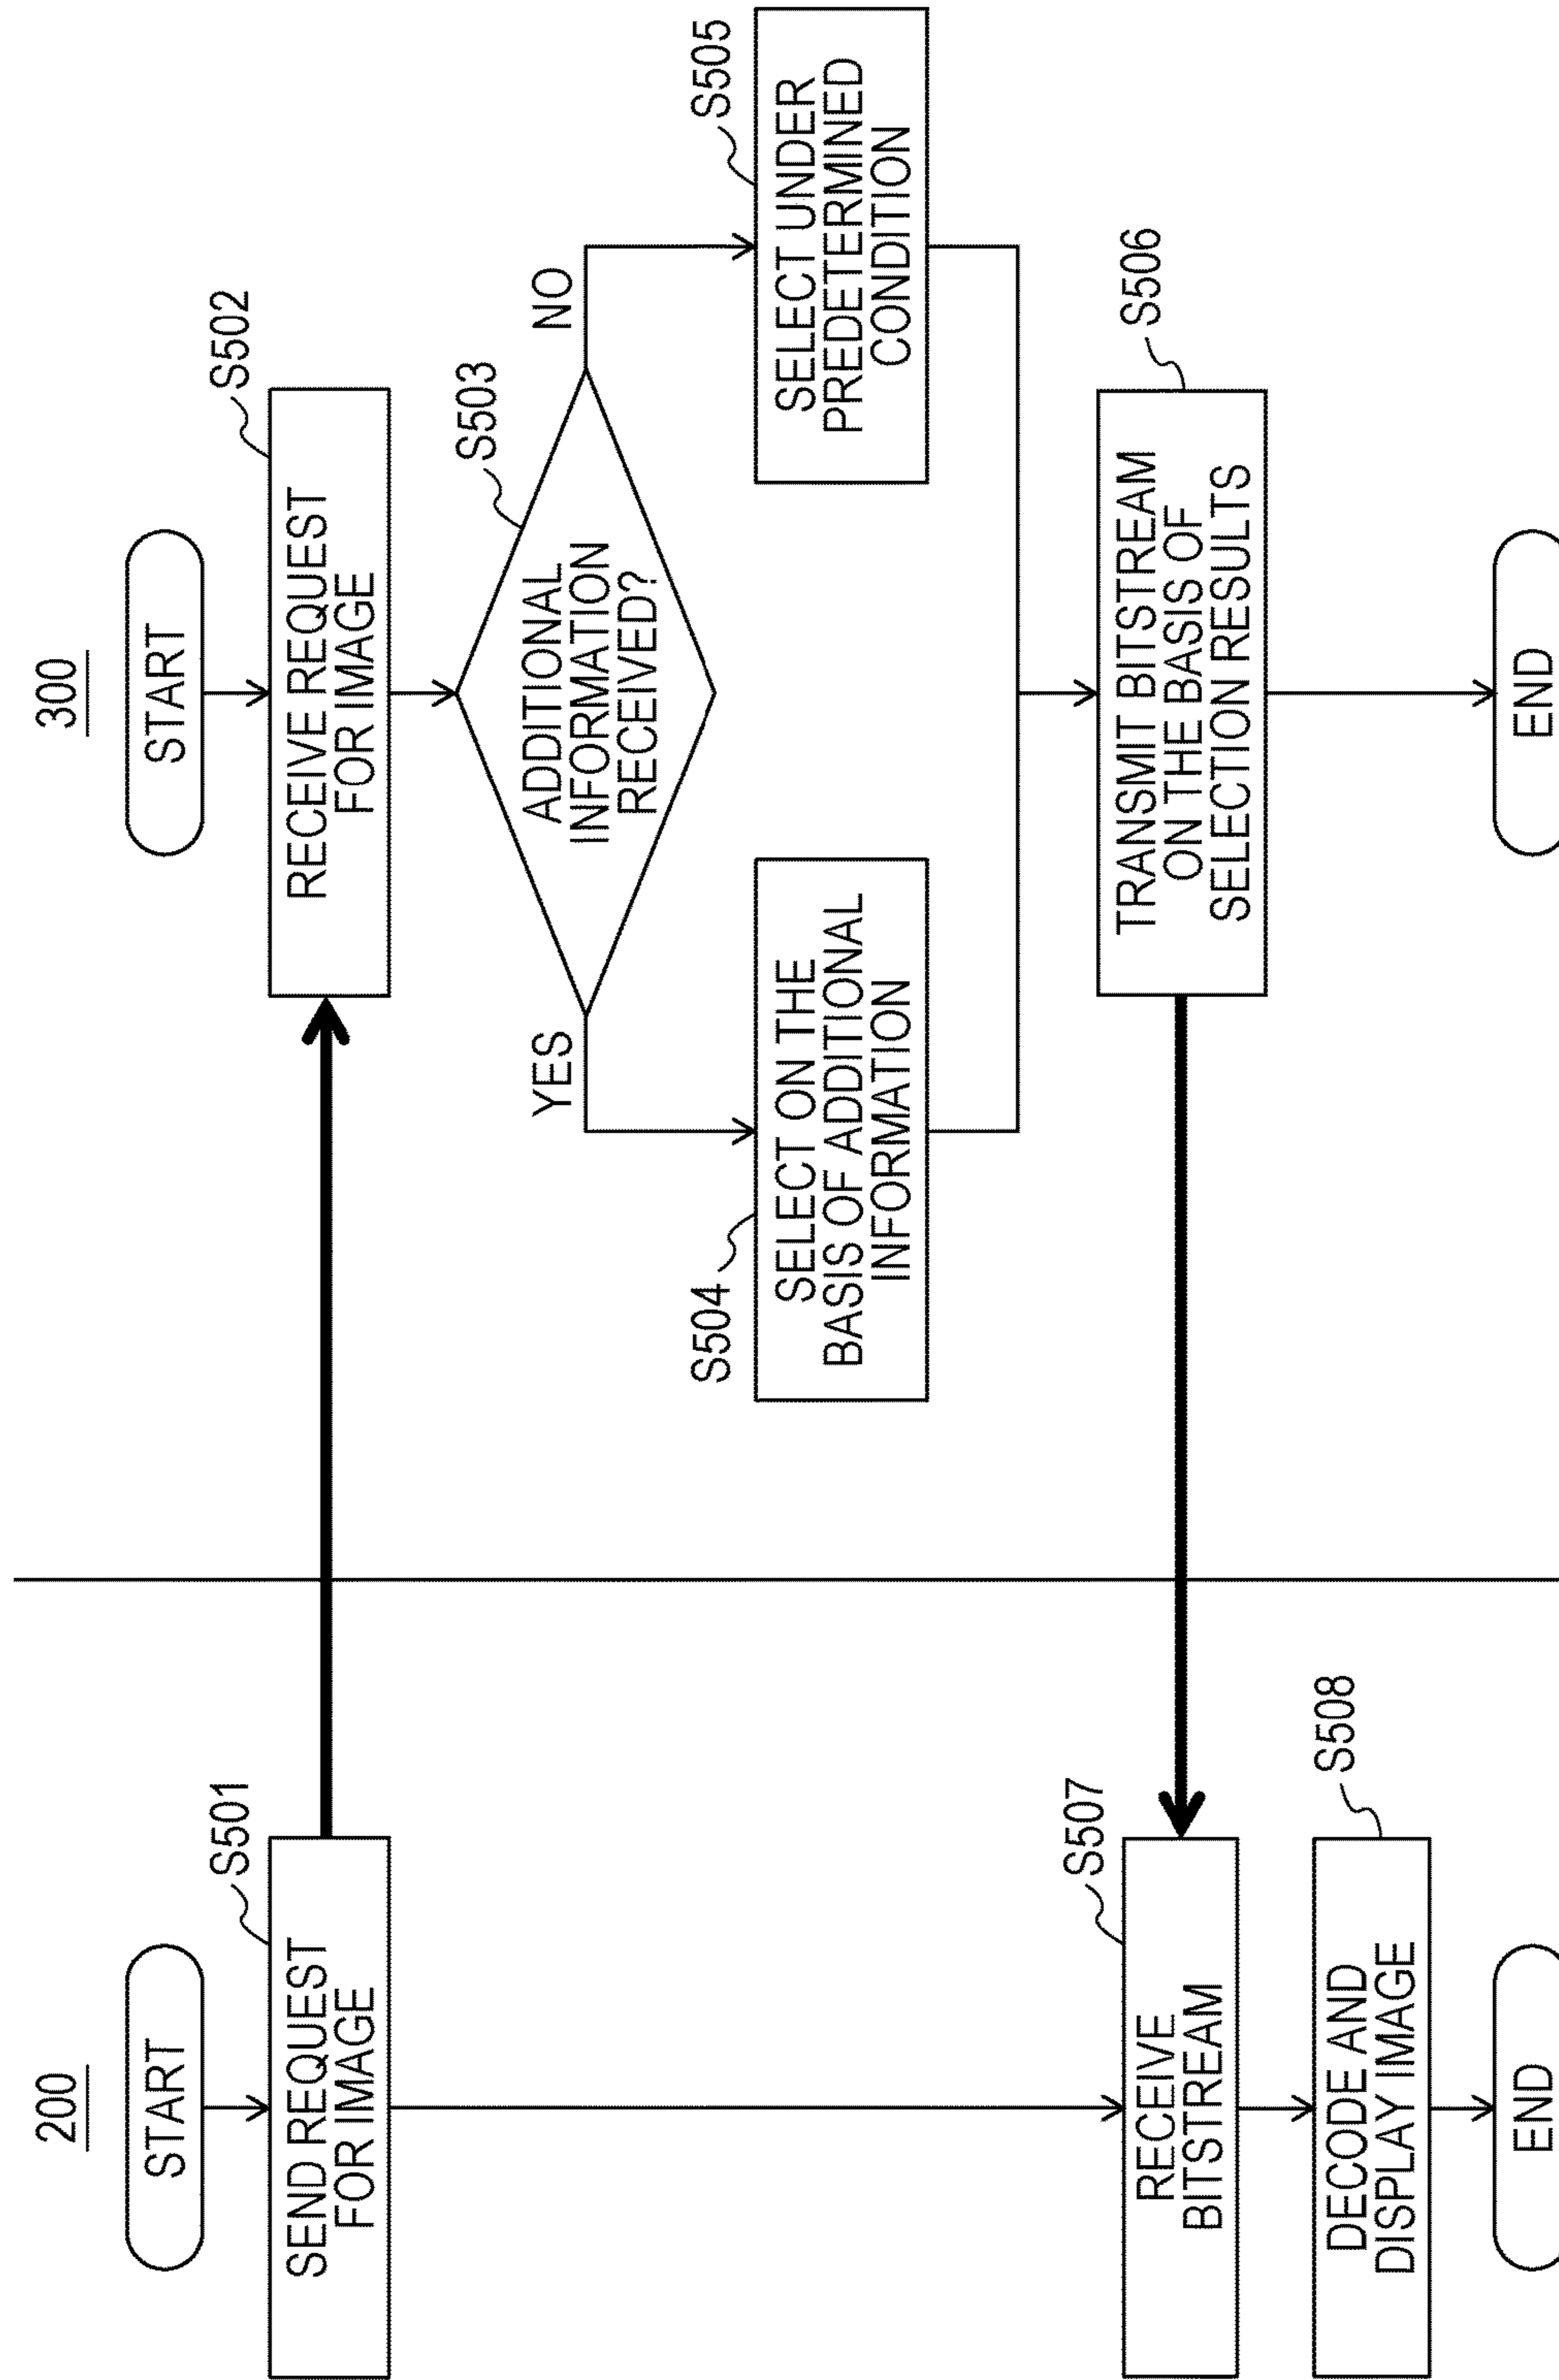 200
START
S501
SEND REQUEST
FOR IMAGE
S507
RECEIVE
BITSTREAM
S508
DECODE AND
DISPLAY IMAGE
END
300
START
S502
RECEIVE REQUEST
FOR IMAGE
S503
ADDITIONAL
INFORMATION
RECEIVED?
YES
NO
S504
SELECT ON THE
BASIS OF ADDITIONAL
INFORMATION
S505
SELECT UNDER
PREDETERMINED
CONDITION
S506
TRANSMIT BITSTREAM
ON THE BASIS OF
SELECTION RESULTS
END